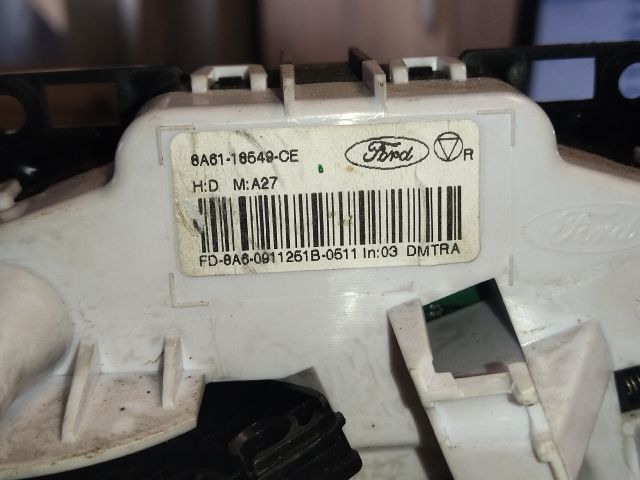 8A61-18549-CE
Ford
R
H:D M:A27
FD-8A6-0911251B-0511 In:03 DMTRA
Ford